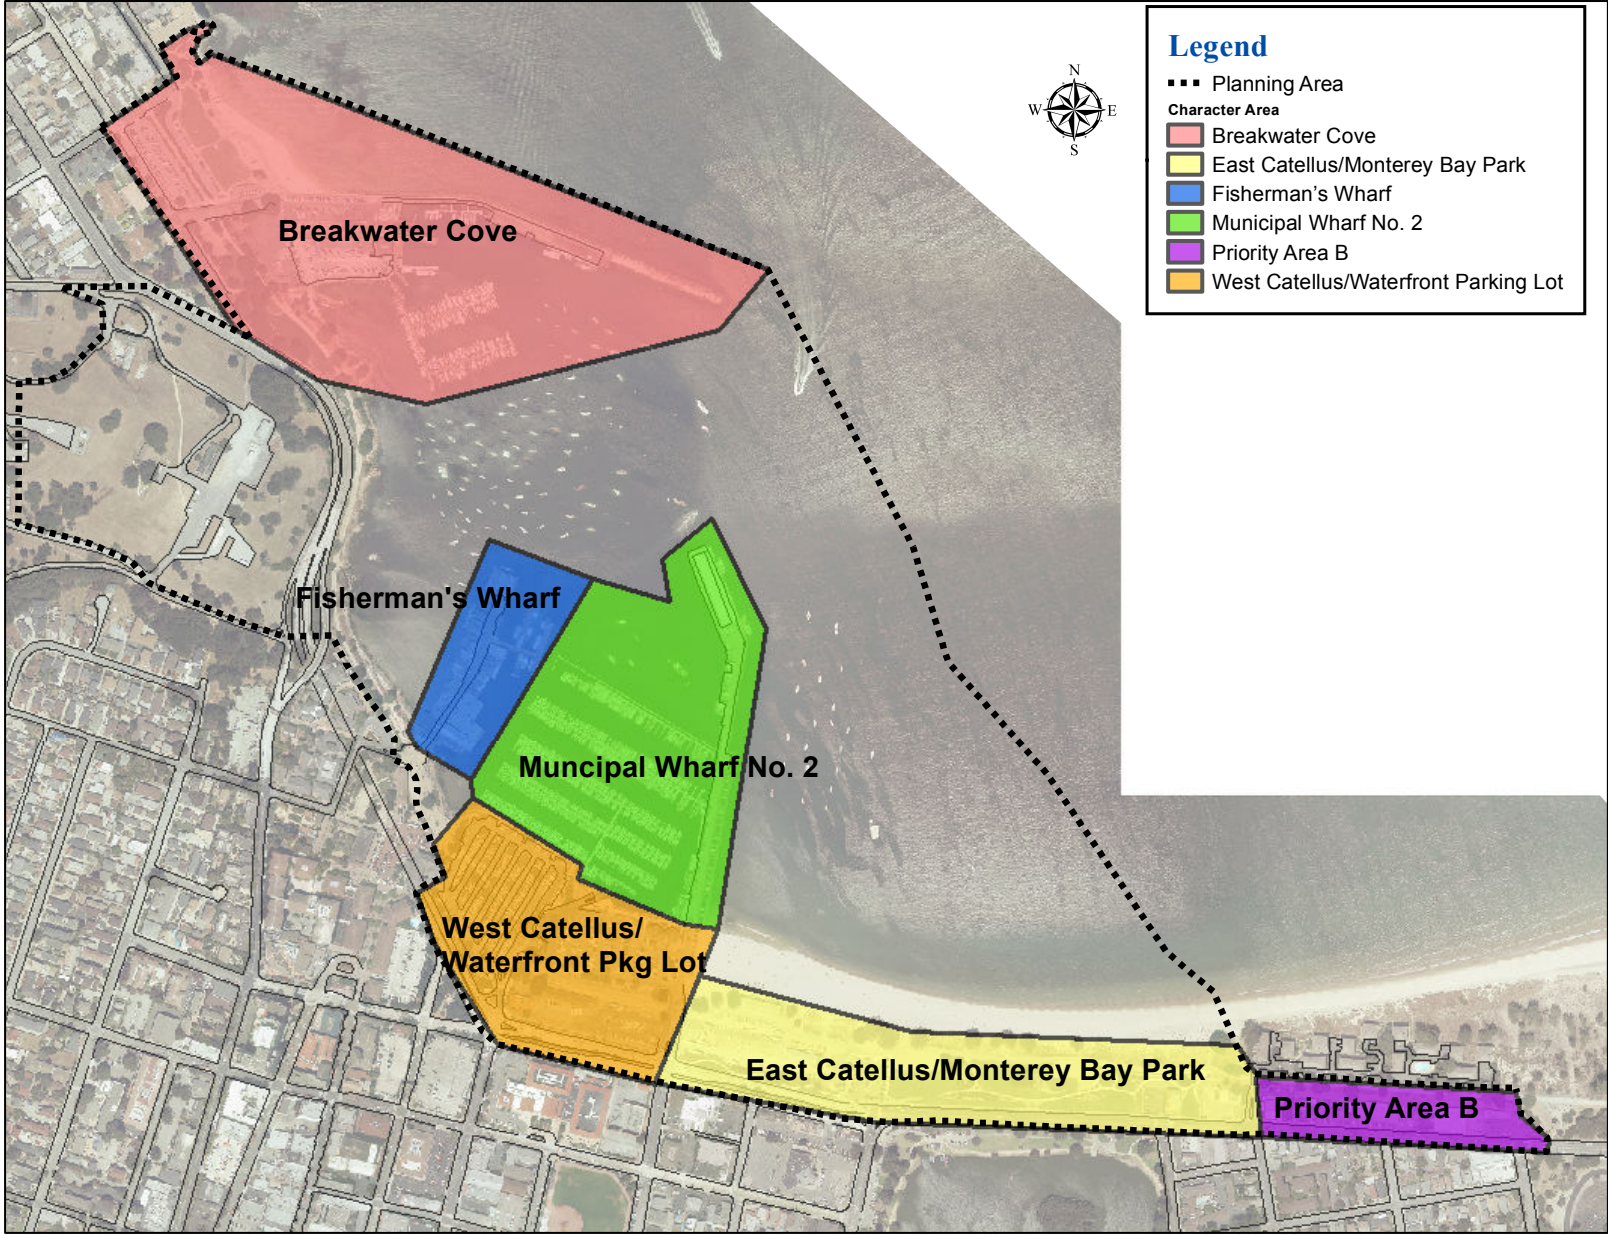 Legend
N
W E
S
Planning Area
Character Area
Breakwater Cove
East Catellus/Monterey Bay Park
Fisherman's Wharf
Municipal Wharf No. 2
Priority Area B
West Catellus/Waterfront Parking Lot
Breakwater Cove
Fisherman's Wharf
Muncipal Wharf No. 2
West Catellus/
Waterfront Pkg Lot
East Catellus/Monterey Bay Park
Priority Area B